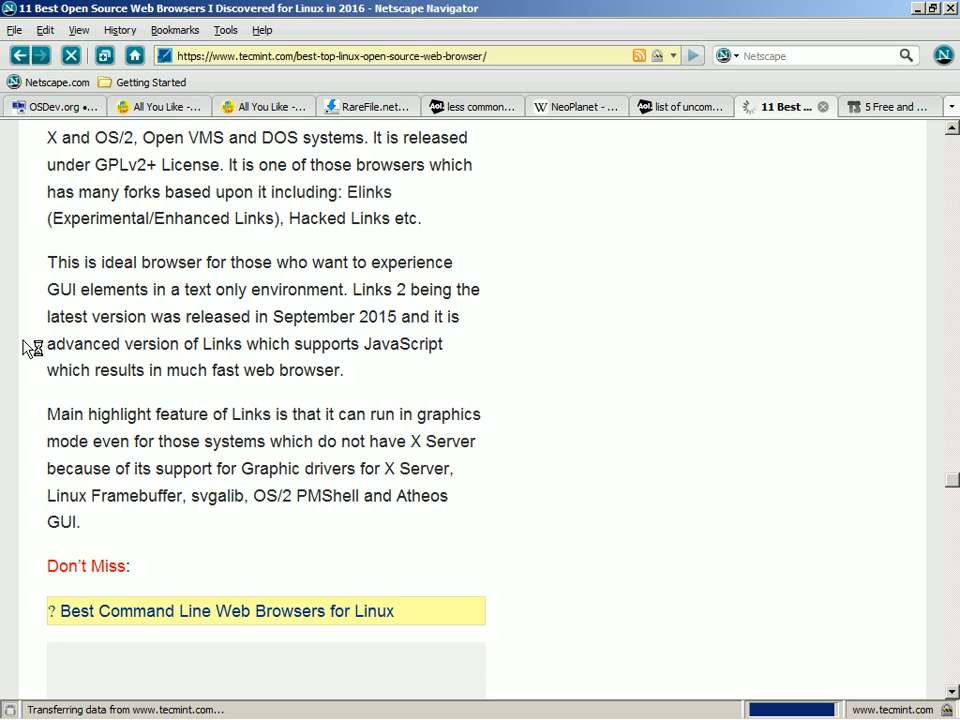 11 Best Open Source Web Browsers I Discovered for Linux in 2016 - Netscape Navigator
File Edit View History Bookmarks Tools Help
https://www.tecmint.com/best-top-linux-open-source-web-browser/
Netscape
N
Netscape.com Getting Started
OSDev.org •... All You Like -... All You Like -... RareFile.net... Aol. less common... W NeoPlanet -... Aol. list of uncom... 11 Best ... TS 5 Free and ...
X and OS/2, Open VMS and DOS systems. It is released
under GPLv2+ License. It is one of those browsers which
has many forks based upon it including: Elinks
(Experimental/Enhanced Links), Hacked Links etc.
This is ideal browser for those who want to experience
GUI elements in a text only environment. Links 2 being the
latest version was released in September 2015 and it is
advanced version of Links which supports JavaScript
which results in much fast web browser.
Main highlight feature of Links is that it can run in graphics
mode even for those systems which do not have X Server
because of its support for Graphic drivers for X Server,
Linux Framebuffer, svgalib, OS/2 PMShell and Atheos
GUI.
Don't Miss:
? Best Command Line Web Browsers for Linux
Transferring data from www.tecmint.com...
www.tecmint.com